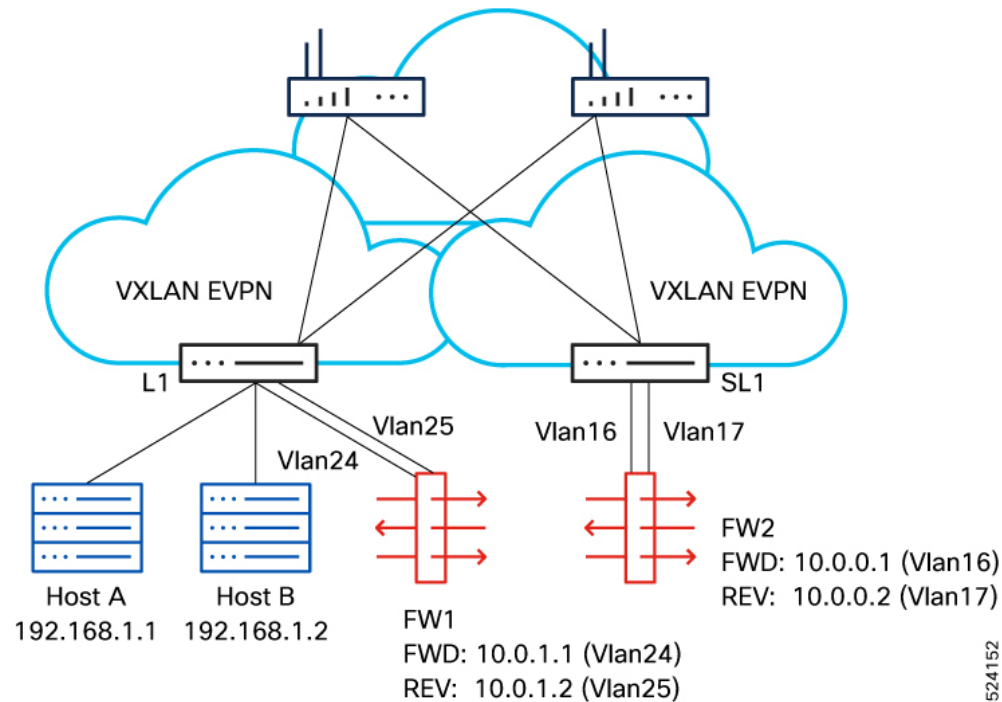 VXLAN EVPN
VXLAN EVPN
L1
SL1
Vlan25
Vlan16
Vlan17
Vlan24
Host A
192.168.1.1
Host B
192.168.1.2
FW1
FWD: 10.0.1.1 (Vlan24)
REV: 10.0.1.2 (Vlan25)
FW2
FWD: 10.0.0.1 (Vlan16)
REV: 10.0.0.2 (Vlan17)
524152